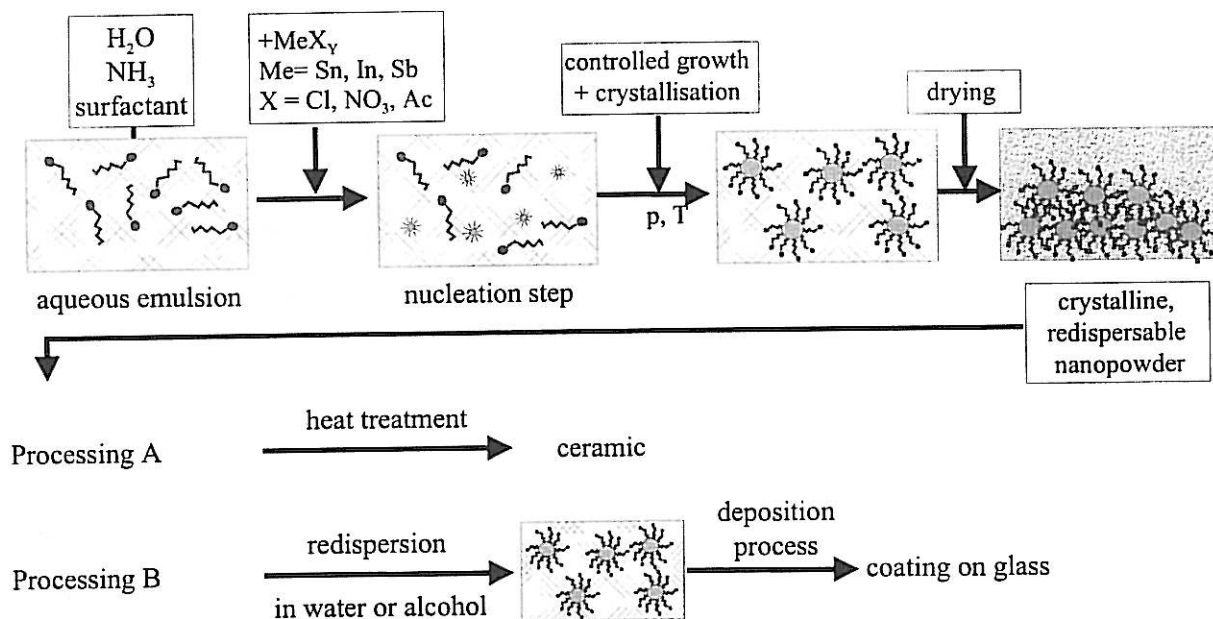 H₂O
NH₃
surfactant
+MeX_Y
Me= Sn, In, Sb
X = Cl, NO₃, Ac
controlled growth
+ crystallisation
drying
p, T
aqueous emulsion
nucleation step
crystalline,
redispersable
nanopowder
Processing A
heat treatment
ceramic
Processing B
redispersion
in water or alcohol
deposition
process
coating on glass